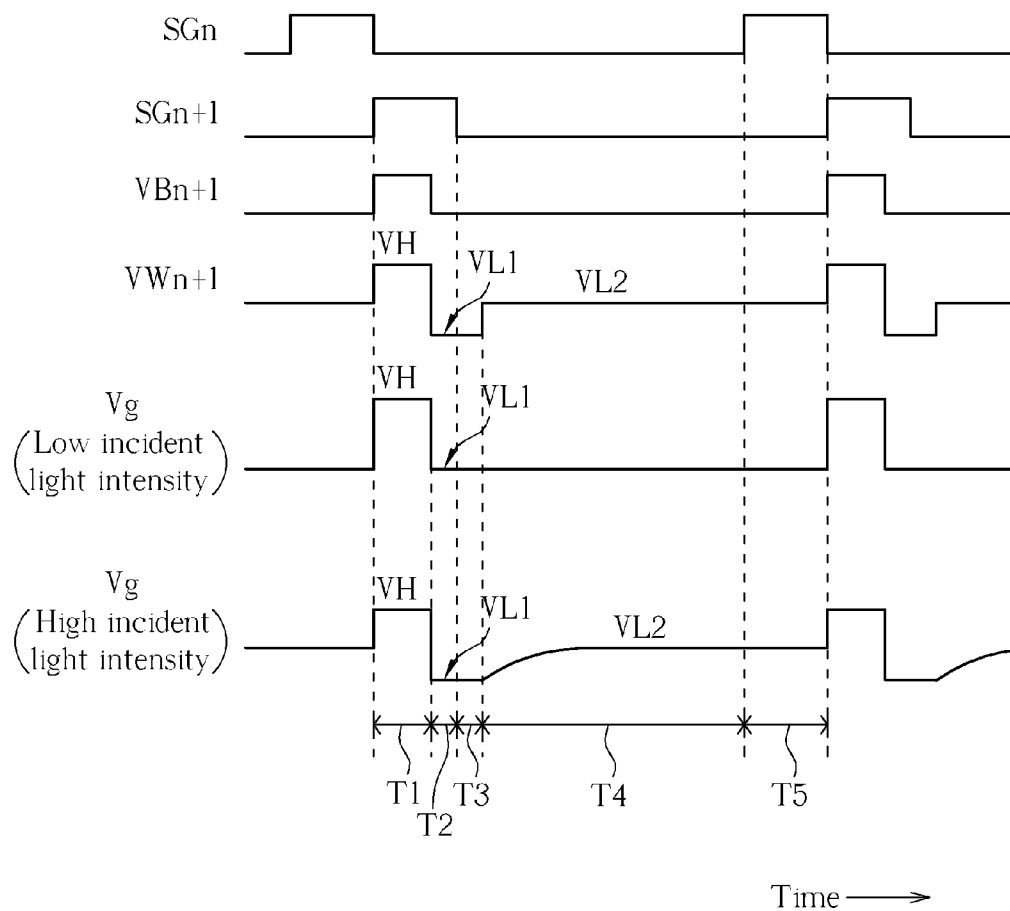 SGn
SGn+1
VBn+1
VH
VL1
VWn+1
VL2
VH
VL1
Vg
(Low incident
light intensity)
VH
VL1
Vg
(High incident
light intensity)
VL2
T1
T3
T4
T5
T2
Time